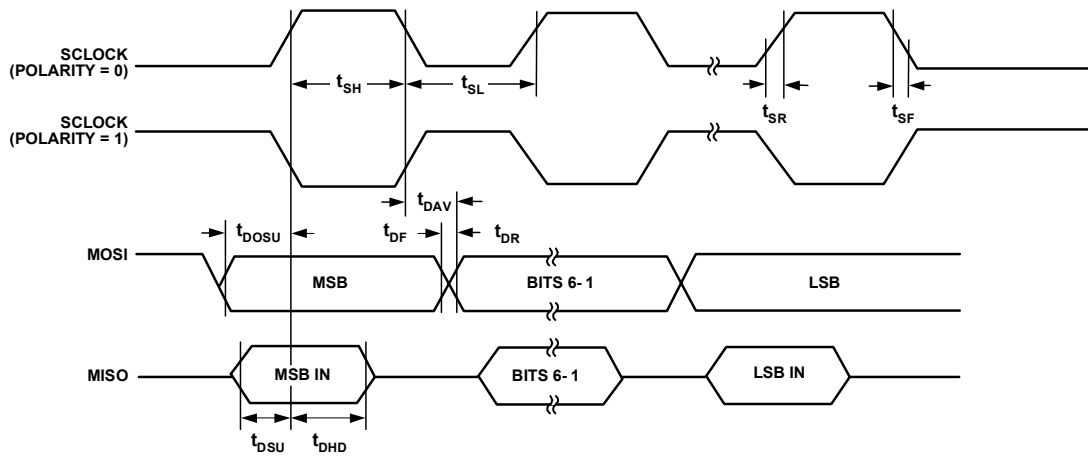 SCLOCK
(POLARITY = 0)
tSH
tSL
tSR
tSF
SCLOCK
(POLARITY = 1)
tDAV
tDOSU
tDF
tDR
MOSI
MSB
BITS 6-1
LSB
MISO
MSB IN
BITS 6-1
LSB IN
tDSU
tDHD